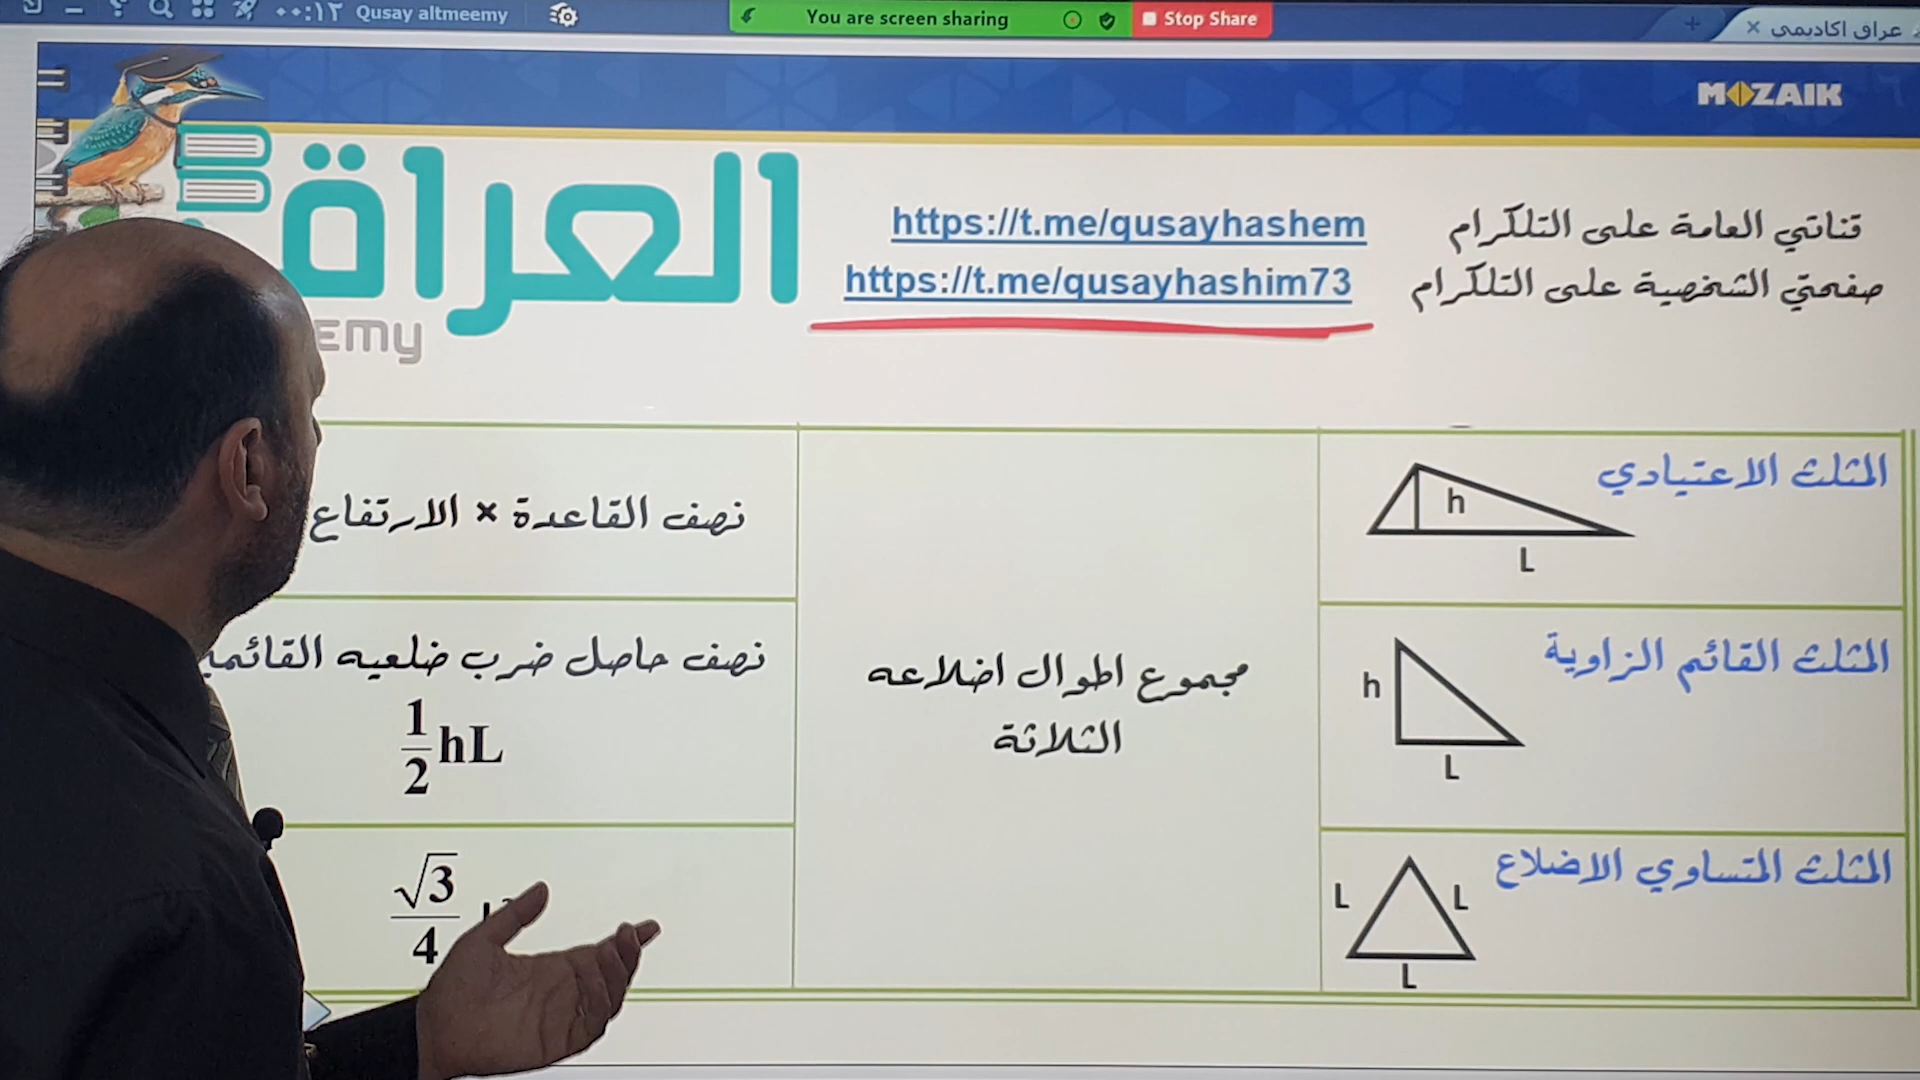 ٠٠:١٢ Qusay altmeemy
You are screen sharing
Stop Share
عراق اكاديمي
MOZAIK
العراق
EMY
قناتي العامة على التلكرام https://t.me/qusayhashem
صفحتي الشخصية على التلكرام https://t.me/qusayhashim73
المثلث الاعتيادي
h
L
نصف القاعدة × الارتفاع
المثلث القائم الزاوية
h
L
مجموع اطوال اضلاعه
الثلاثة
نصف حاصل ضرب ضلعيه
1/2 hL
المثلث المتساوي الاضلاع
L
L
L
√3/4